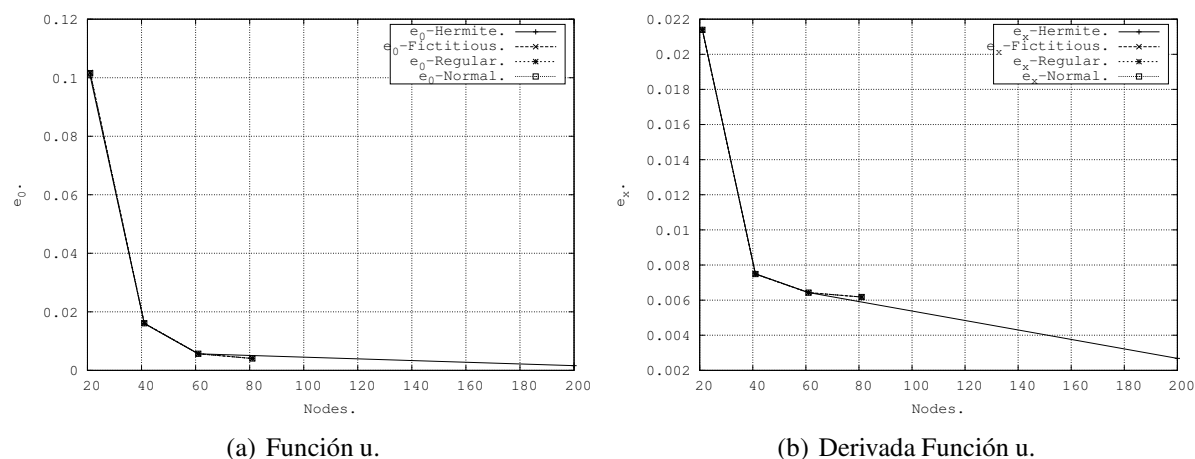 0.12
0.1
0.08
0.06
0.04
0.02
0
e0.
20 40 60 80 100 120 140 160 180 200
Nodes.
e0-Hermite.
e0-Fictitious.
e0-Regular.
e0-Normal.
(a) Función u.
0.022
0.02
0.018
0.016
0.014
0.012
0.01
0.008
0.006
0.004
0.002
ex.
20 40 60 80 100 120 140 160 180 200
Nodes.
ex-Hermite.
ex-Fictitious.
ex-Regular.
ex-Normal.
(b) Derivada Función u.